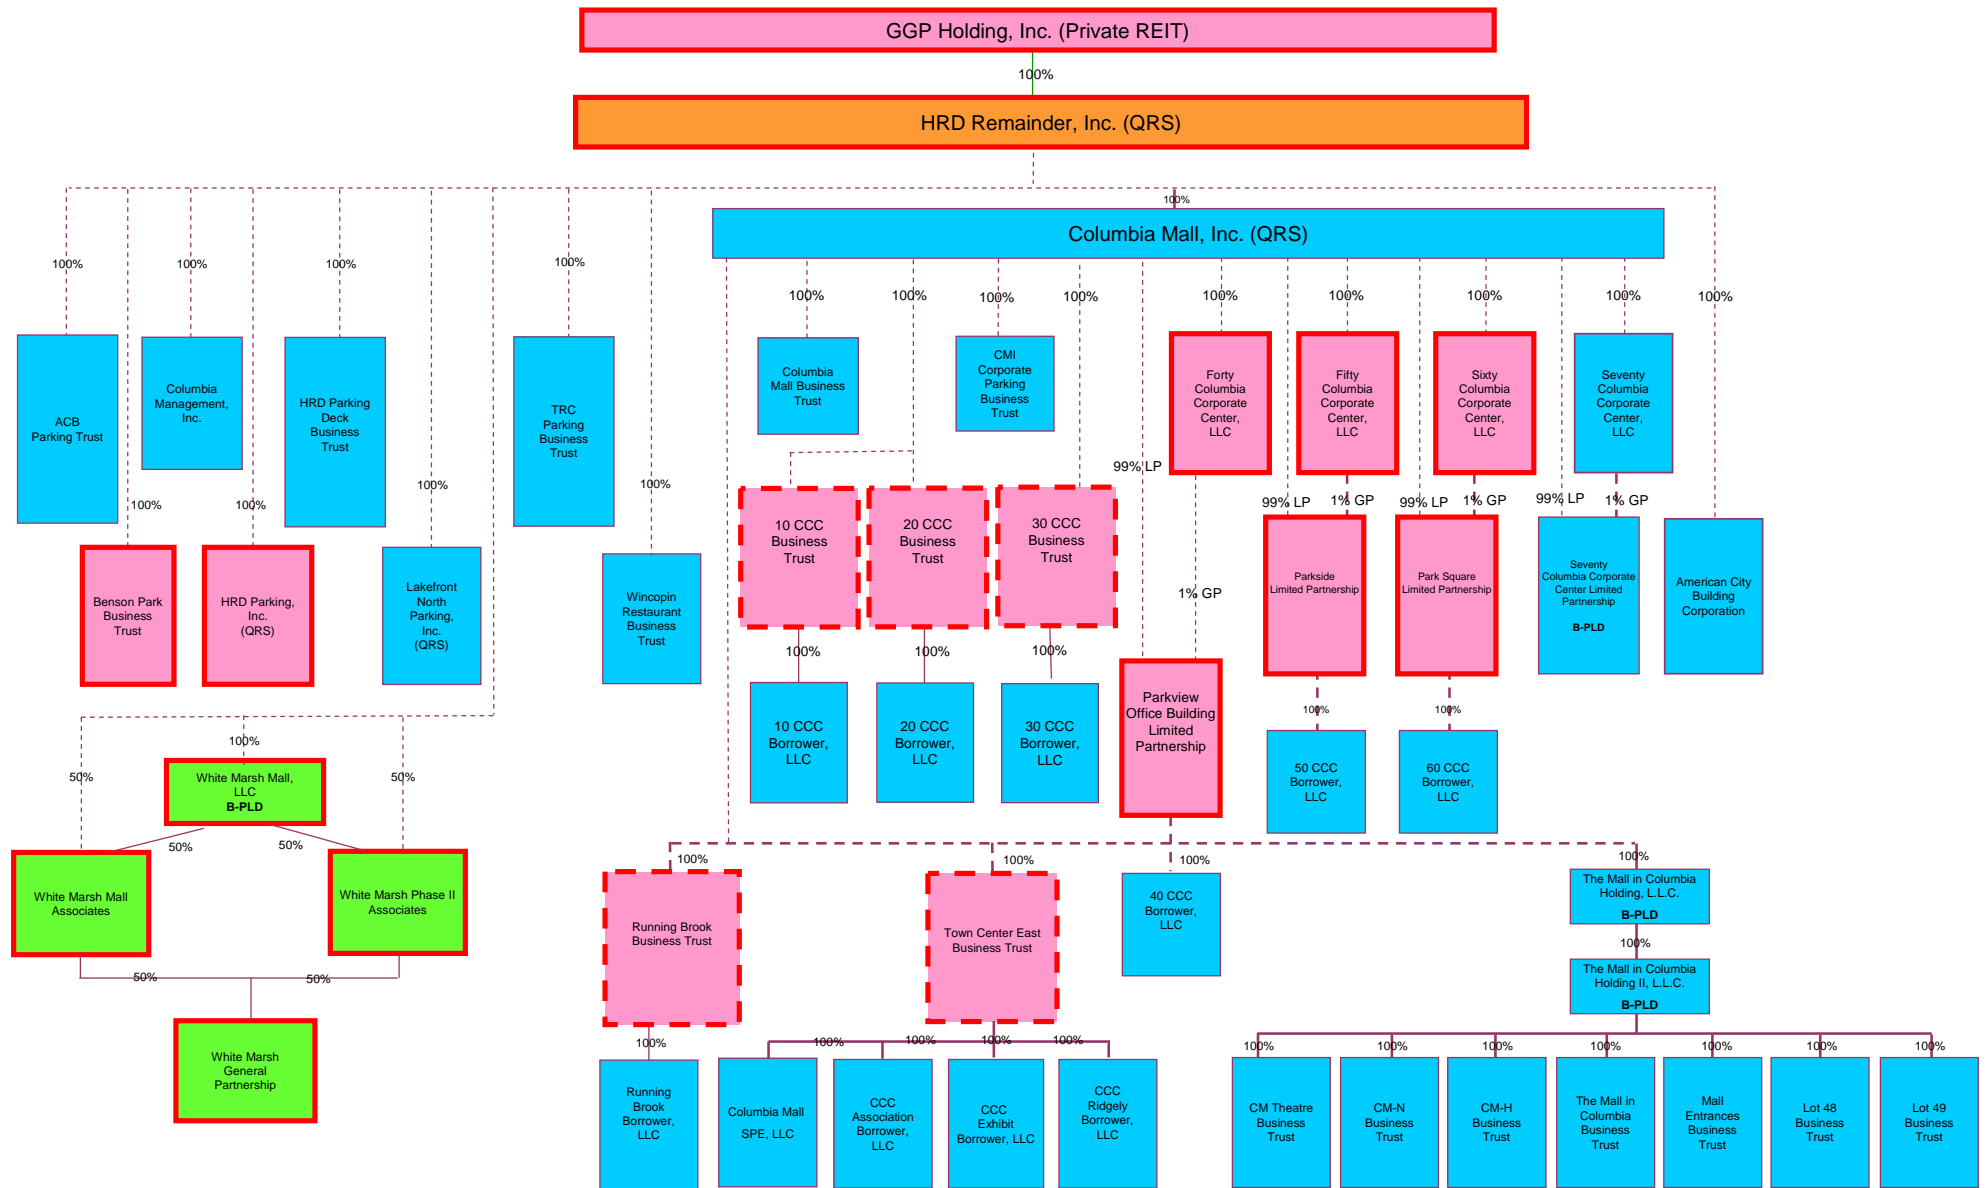 GGP Holding, Inc. (Private REIT)
100%
HRD Remainder, Inc. (QRS)
100%
Columbia Mall, Inc. (QRS)
100%
100%
100%
100%
100%
100%
100%
100%
100%
100%
100%
100%
100%
ACB
Parking Trust
Columbia
Management,
Inc.
HRD Parking
Deck
Business
Trust
TRC
Parking
Business
Trust
Columbia
Mall Business
Trust
CMI
Corporate
Parking
Business
Trust
Forty
Columbia
Corporate
Center,
LLC
Fifty
Columbia
Corporate
Center,
LLC
Sixty
Columbia
Corporate
Center,
LLC
Seventy
Columbia
Corporate
Center,
LLC
100%
100%
100%
100%
99% LP
99% LP
1% GP
99% LP
1% GP
99% LP
1% GP
Benson Park
Business
Trust
HRD Parking,
Inc.
(QRS)
Lakefront
North
Parking,
Inc.
(QRS)
Wincopin
Restaurant
Business
Trust
10 CCC
Business
Trust
20 CCC
Business
Trust
30 CCC
Business
Trust
1% GP
Parkside
Limited Partnership
Park Square
Limited Partnership
Seventy
Columbia Corporate
Center Limited
Partnership
B-PLD
American City
Building
Corporation
100%
100%
100%
10 CCC
Borrower,
LLC
20 CCC
Borrower,
LLC
30 CCC
Borrower,
LLC
Parkview
Office Building
Limited
Partnership
100%
100%
50 CCC
Borrower,
LLC
60 CCC
Borrower,
LLC
50%
100%
50%
White Marsh Mall,
LLC
B-PLD
50%
50%
White Marsh Mall
Associates
White Marsh Phase II
Associates
50%
50%
White Marsh
General
Partnership
100%
100%
100%
100%
Running Brook
Business Trust
Town Center East
Business Trust
40 CCC
Borrower,
LLC
The Mall in Columbia
Holding, L.L.C.
B-PLD
100%
The Mall in Columbia
Holding II, L.L.C.
B-PLD
100%
100%
100%
100%
100%
100%
100%
100%
100%
100%
100%
100%
Running
Brook
Borrower,
LLC
Columbia Mall
SPE, LLC
CCC
Association
Borrower,
LLC
CCC
Exhibit
Borrower, LLC
CCC
Ridgely
Borrower,
LLC
CM Theatre
Business
Trust
CM-N
Business
Trust
CM-H
Business
Trust
The Mall in
Columbia
Business
Trust
Mall
Entrances
Business
Trust
Lot 48
Business
Trust
Lot 49
Business
Trust